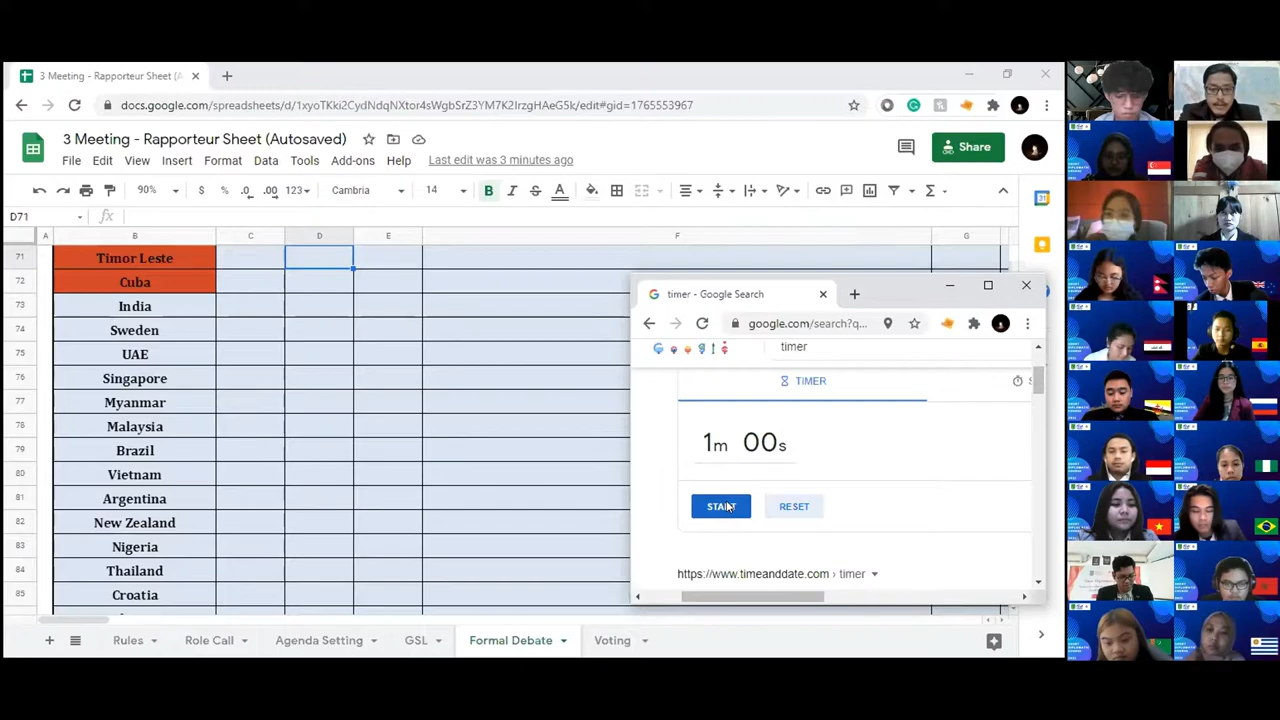 3 Meeting - Rapporteur Sheet (A
docs.google.com/spreadsheets/d/1xyoTKki2CydNdqNXtor4sWgbSrZ3YM7K2IrzgHAeG5k/edit#gid=1765553967
3 Meeting - Rapporteur Sheet (Autosaved)
File Edit View Insert Format Data Tools Add-ons Help Last edit was 3 minutes ago
Share
90% $ % .0 .00 123 Cambria 14 B I S A
D71 fx
A B C D E F G
71 Timor Leste
72 Cuba
73 India
74 Sweden
75 UAE
76 Singapore
77 Myanmar
78 Malaysia
79 Brazil
80 Vietnam
81 Argentina
82 New Zealand
83 Nigeria
84 Thailand
85 Croatia
timer - Google Search
google.com/search?q...
timer
TIMER
1m 00s
START RESET
https://www.timeanddate.com › timer
Rules Role Call Agenda Setting GSL Formal Debate Voting